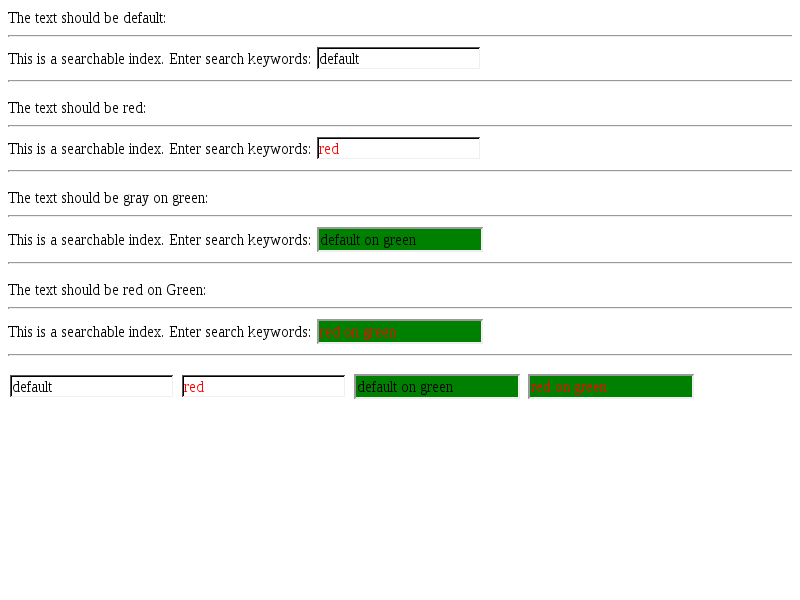 The text should be default:
This is a searchable index. Enter search keywords: default
The text should be red:
This is a searchable index. Enter search keywords: red
The text should be gray on green:
This is a searchable index. Enter search keywords: default on green
The text should be red on Green:
This is a searchable index. Enter search keywords: red on green
default red default on green red on green